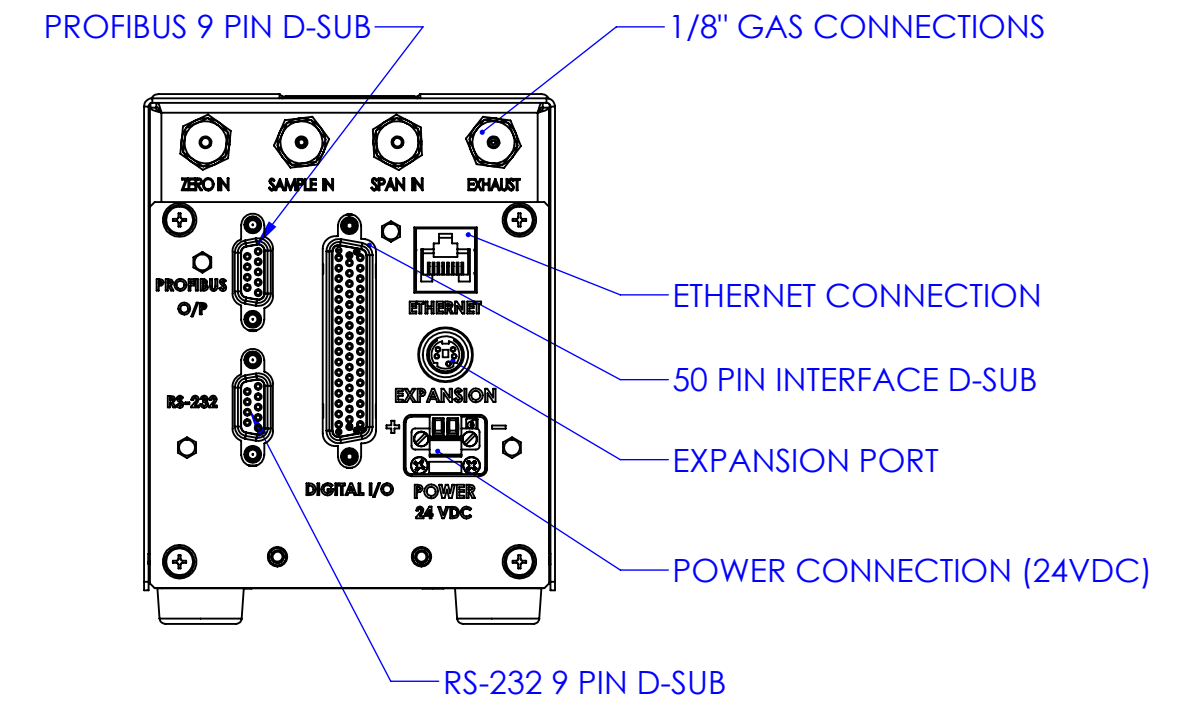 PROFIBUS 9 PIN D-SUB
1/8" GAS CONNECTIONS
ZERO IN
SAMPLE IN
SPAN IN
EXHAUST
PROFIBUS
O/P
ETHERNET
ETHERNET CONNECTION
50 PIN INTERFACE D-SUB
RS-232
EXPANSION
+
-
EXPANSION PORT
DIGITAL I/O
POWER
24 VDC
POWER CONNECTION (24VDC)
RS-232 9 PIN D-SUB